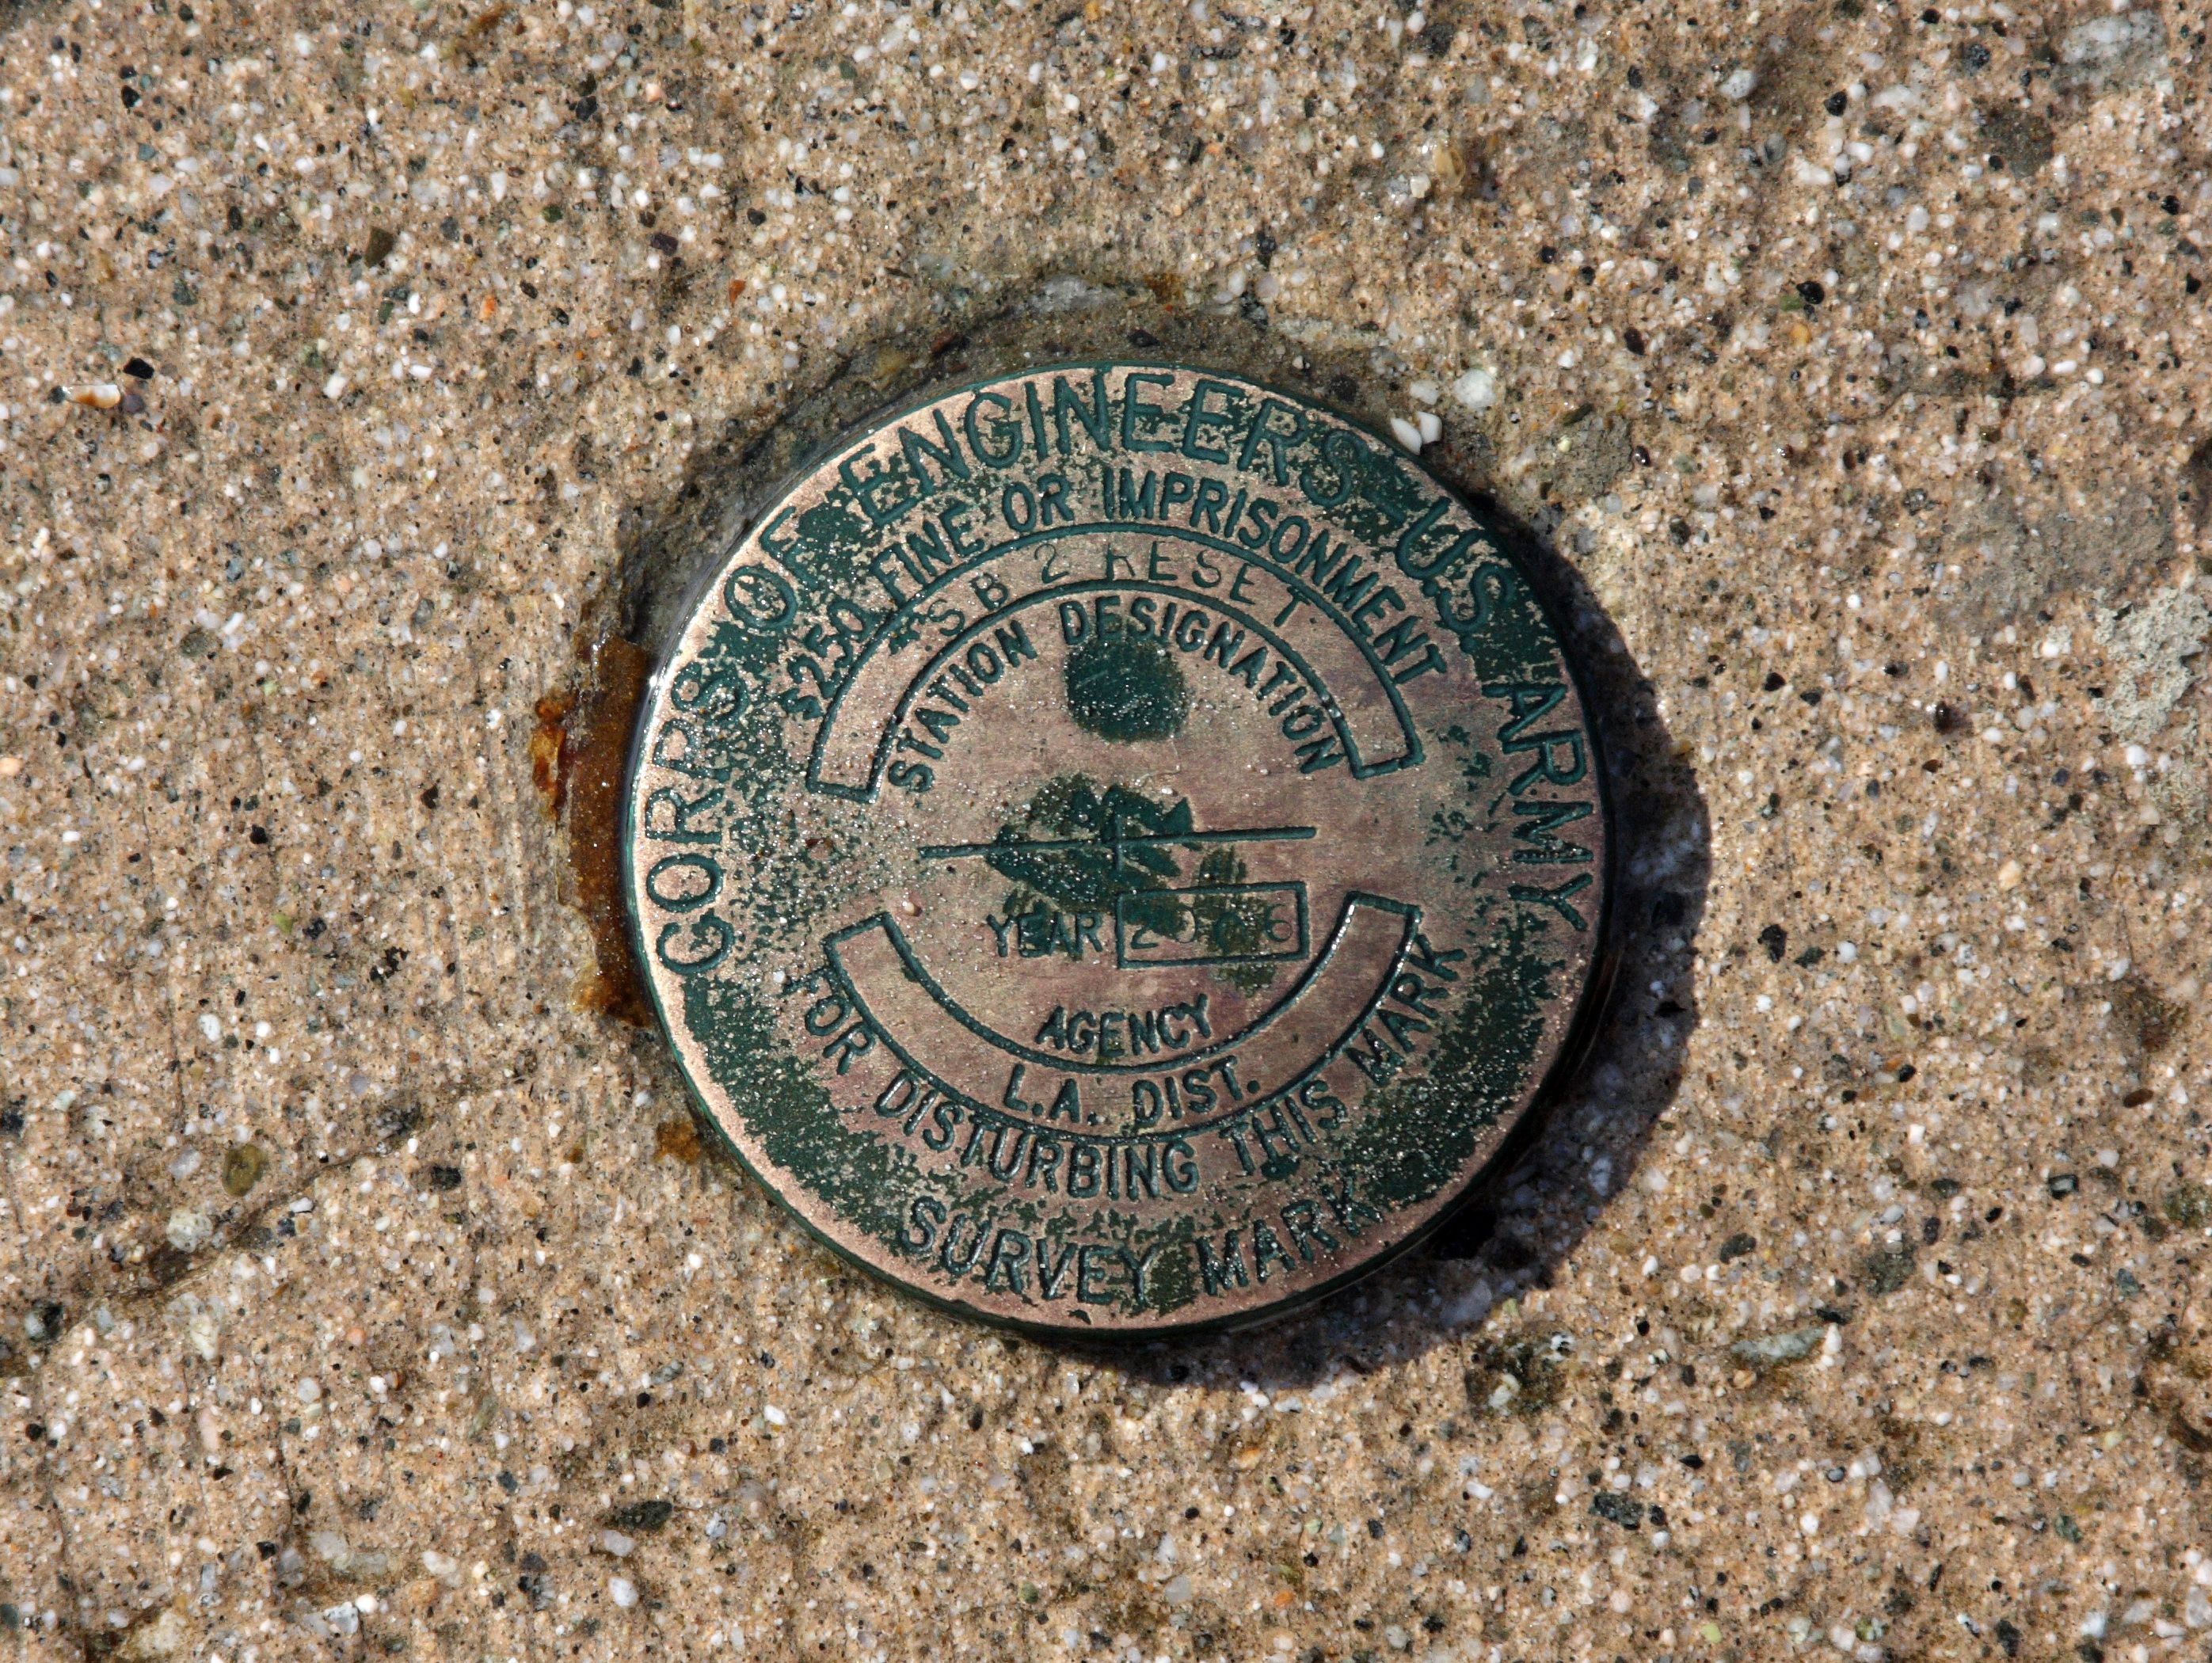 CORPS OF ENGINEERS-U.S. ARMY
$250 FINE OR IMPRISONMENT
SB 2 RESET
STATION DESIGNATION
YEAR 2006
AGENCY
L.A. DIST.
FOR DISTURBING THIS MARK
SURVEY MARK